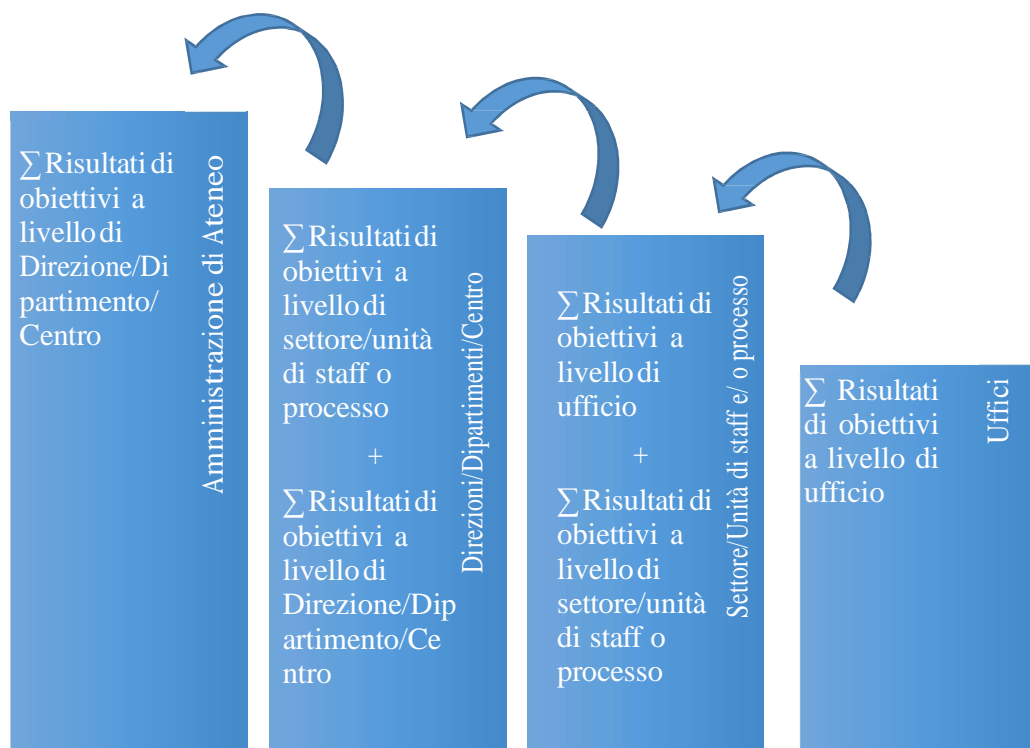 ∑Risultati di
obiettivi a
livello di
Direzione/Di
partimento/
Centro
Amministrazione di Ateneo
∑Risultati di
obiettivi a
livello di
settore/unità
di staff o
processo
+
∑Risultati di
obiettivi a
livello di
Direzione/Dip
artimento/Ce
ntro
Direzioni/Dipartimenti/Centro
∑Risultati di
obiettivi a
livello di
ufficio
+
∑Risultati di
obiettivi a
livello di
settore/unità
di staff o
processo
Settore/Unità di staff e/ o processo
∑ Risultati
di obiettivi
a livello di
ufficio
Uffici